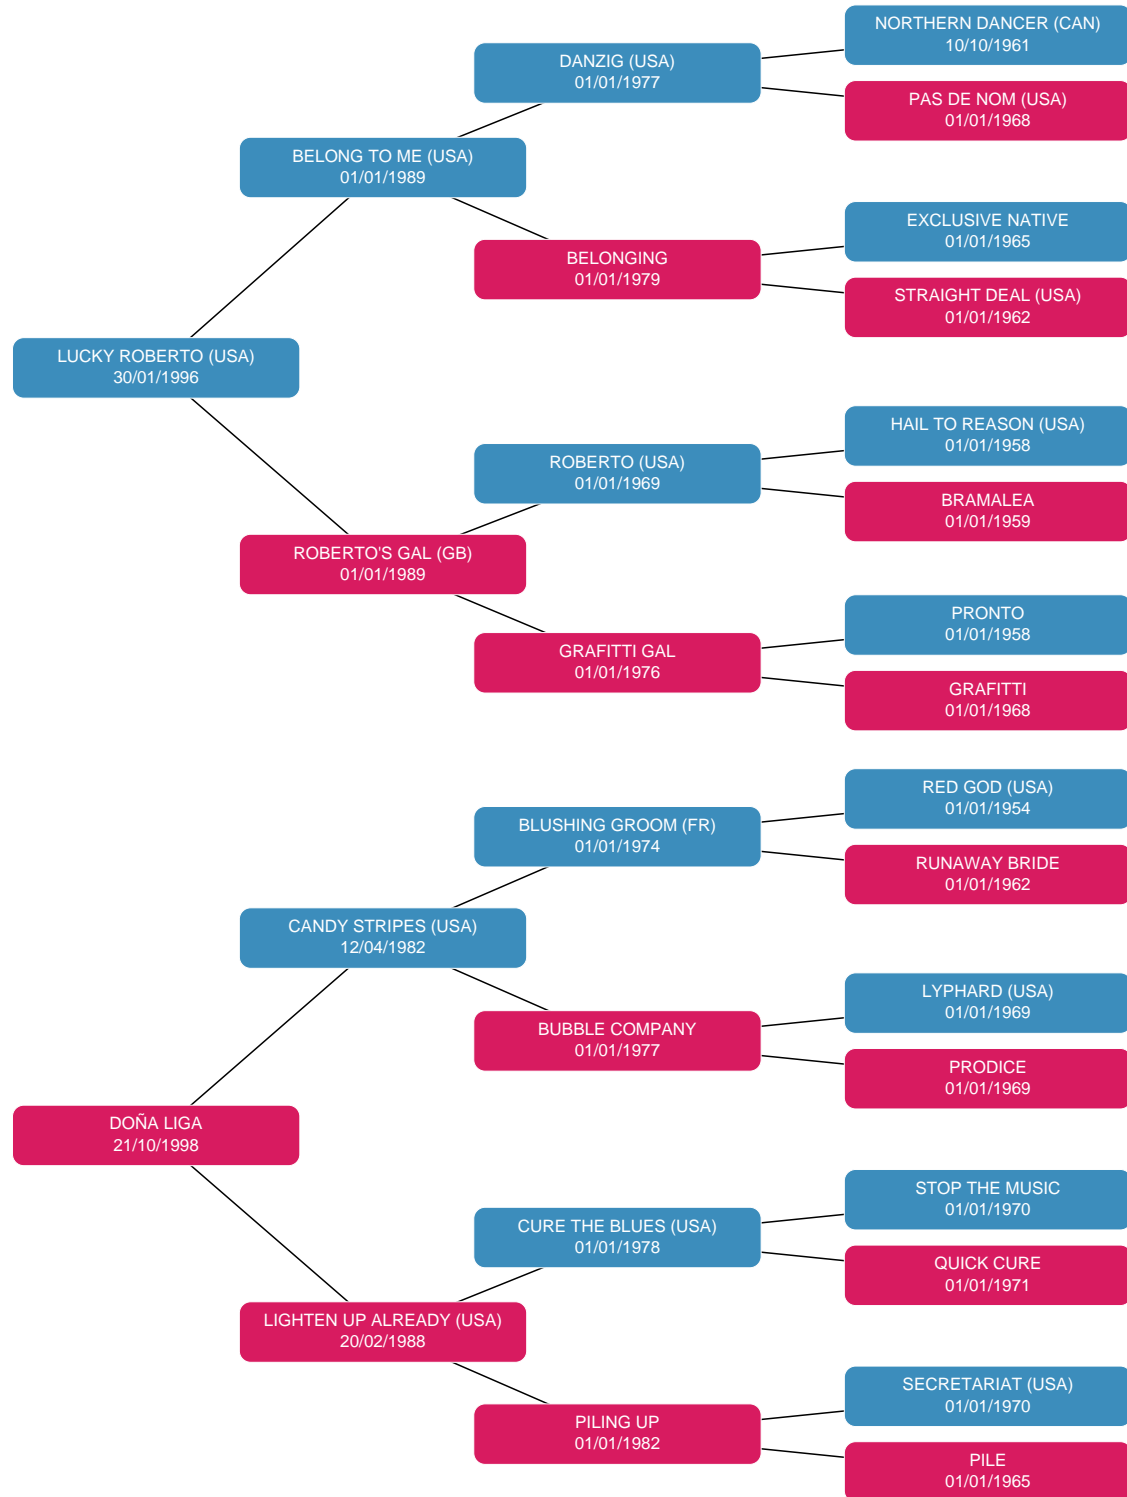 NORTHERN DANCER (CAN)
10/10/1961
DANZIG (USA)
01/01/1977
PAS DE NOM (USA)
01/01/1968
BELONG TO ME (USA)
01/01/1989
EXCLUSIVE NATIVE
01/01/1965
BELONGING
01/01/1979
STRAIGHT DEAL (USA)
01/01/1962
LUCKY ROBERTO (USA)
30/01/1996
HAIL TO REASON (USA)
01/01/1958
ROBERTO (USA)
01/01/1969
BRAMALEA
01/01/1959
ROBERTO'S GAL (GB)
01/01/1989
PRONTO
01/01/1958
GRAFITTI GAL
01/01/1976
GRAFITTI
01/01/1968
RED GOD (USA)
01/01/1954
BLUSHING GROOM (FR)
01/01/1974
RUNAWAY BRIDE
01/01/1962
CANDY STRIPES (USA)
12/04/1982
LYPHARD (USA)
01/01/1969
BUBBLE COMPANY
01/01/1977
PRODICE
01/01/1969
DOÑA LIGA
21/10/1998
STOP THE MUSIC
01/01/1970
CURE THE BLUES (USA)
01/01/1978
QUICK CURE
01/01/1971
LIGHTEN UP ALREADY (USA)
20/02/1988
SECRETARIAT (USA)
01/01/1970
PILING UP
01/01/1982
PILE
01/01/1965